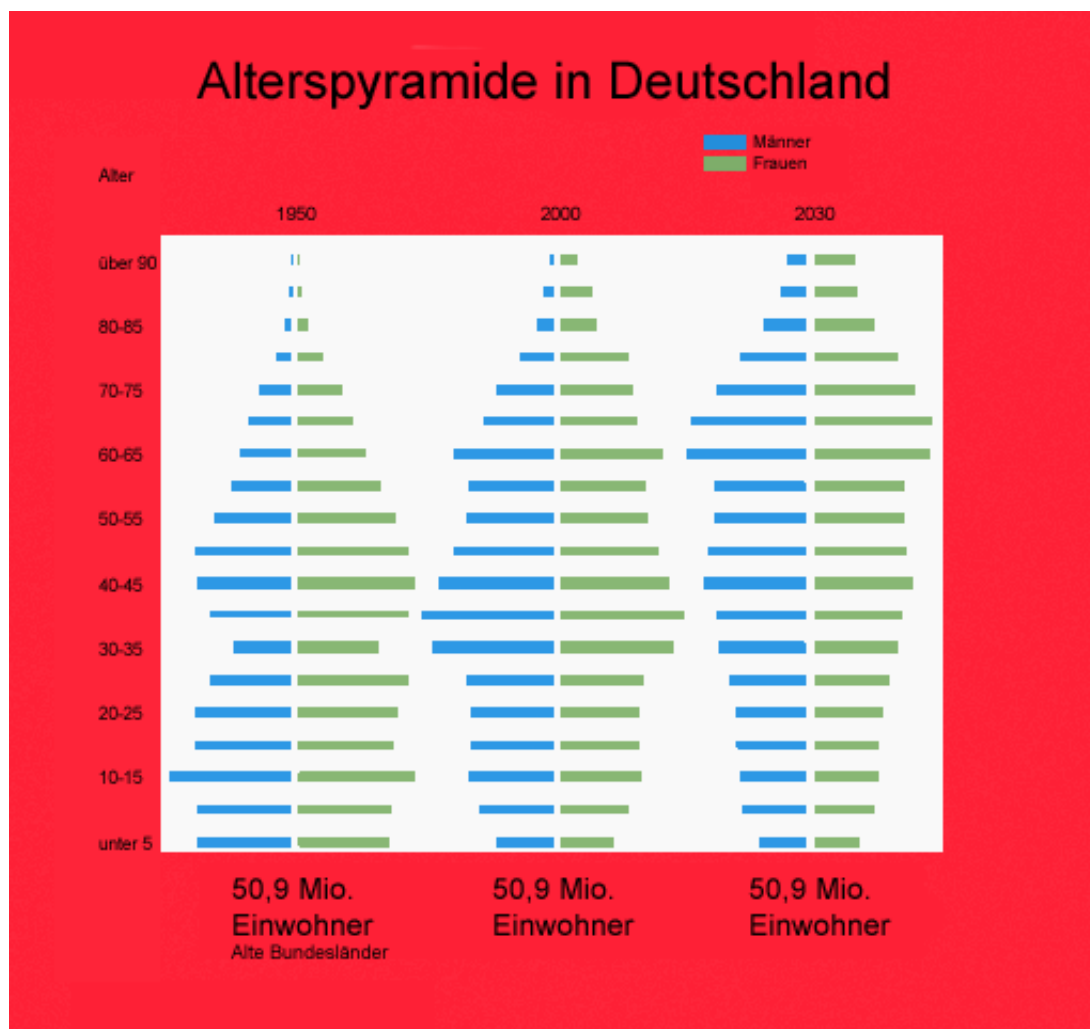 Alterspyramide in Deutschland
Männer
Frauen
Alter
1950 2000 2030
über 90
80-85
70-75
60-65
50-55
40-45
30-35
20-25
10-15
unter 5
50,9 Mio. 50,9 Mio. 50,9 Mio.
Einwohner Einwohner Einwohner
Alte Bundesländer